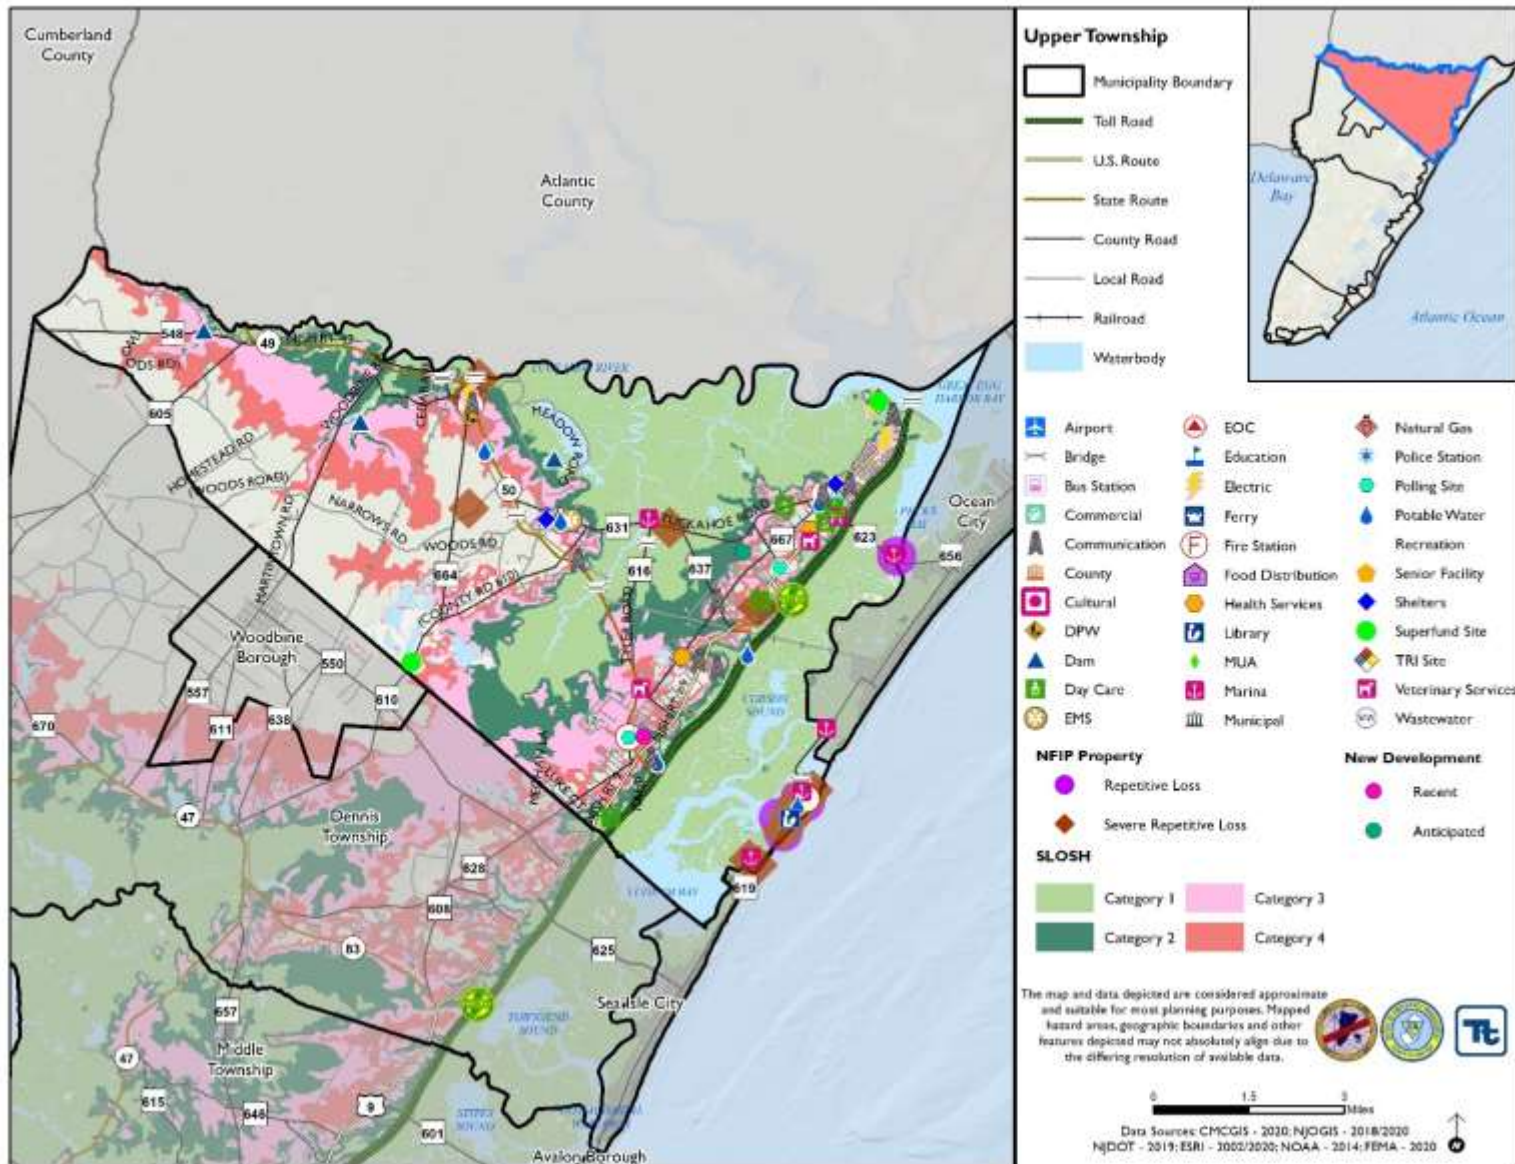 Cumberland
County
Atlantic
County
548
49
605
HOMESTEAD RD
(WOODS ROAD)
NARROWS RD
MARTINTOWN RD
WOODS RD
MEADOW ROAD
50
631
TUCKAHOE ROAD
616
637
667
623
664
(COUNTY RD 610)
656
Ocean
City
Woodbine
Borough
550
557
610
638
611
670
47
Dennis
Township
628
608
83
619
625
Sea Isle City
TOWNSEND
SOUND
657
47
Middle
Township
615
646
9
601
Avalon Borough
Upper Township
Municipality Boundary
Toll Road
U.S. Route
State Route
County Road
Local Road
Railroad
Waterbody
Delaware
Bay
Atlantic Ocean
Airport
Bridge
Bus Station
Commercial
Communication
County
Cultural
DPW
Dam
Day Care
EMS
EOC
Education
Electric
Ferry
Fire Station
Food Distribution
Health Services
Library
MUA
Marina
Municipal
Natural Gas
Police Station
Polling Site
Potable Water
Recreation
Senior Facility
Shelters
Superfund Site
TRI Site
Veterinary Services
Wastewater
NFIP Property
Repetitive Loss
Severe Repetitive Loss
New Development
Recent
Anticipated
SLOSH
Category 1
Category 3
Category 2
Category 4
The map and data depicted are considered approximate
and suitable for most planning purposes. Mapped
hazard areas, geographic boundaries and other
features depicted may not absolutely align due to
the differing resolution of available data.
0 1.5 3
Miles
Data Sources: CMCGIS - 2020; NJOGIS - 2018/2020
NJDOT - 2019; ESRI - 2002/2020; NOAA - 2014; FEMA - 2020